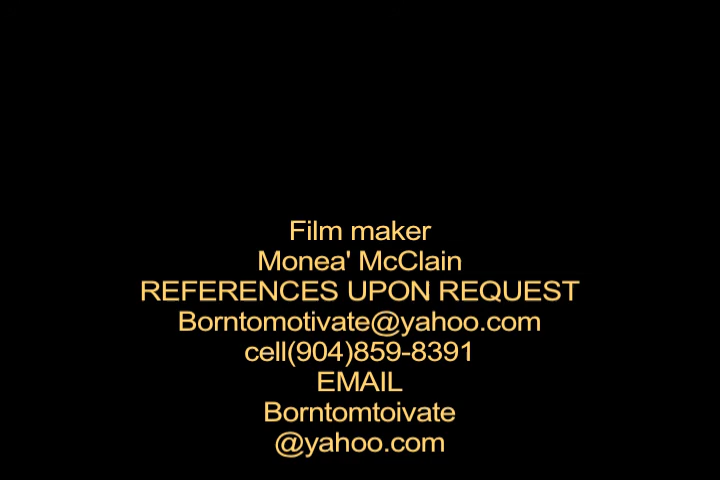 Film maker
Monea' McClain
REFERENCES UPON REQUEST
Borntomotivate@yahoo.com
cell(904)859-8391
EMAIL
Borntomtoivate
@yahoo.com